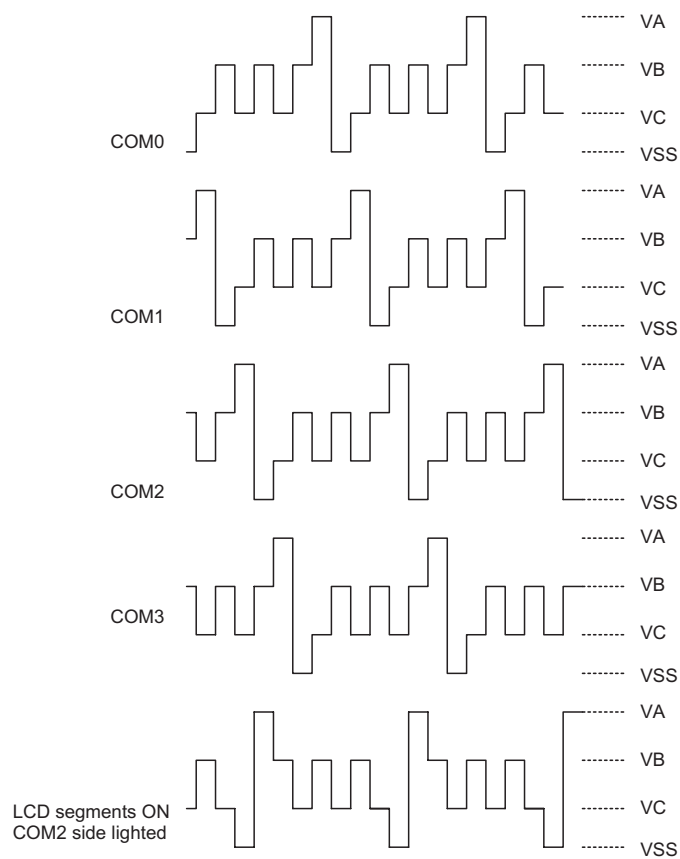 VA
VB
VC
COM0
VSS
VA
VB
VC
COM1
VSS
VA
VB
VC
COM2
VSS
VA
VB
COM3
VC
VSS
VA
VB
VC
LCD segments ON
COM2 side lighted
VSS